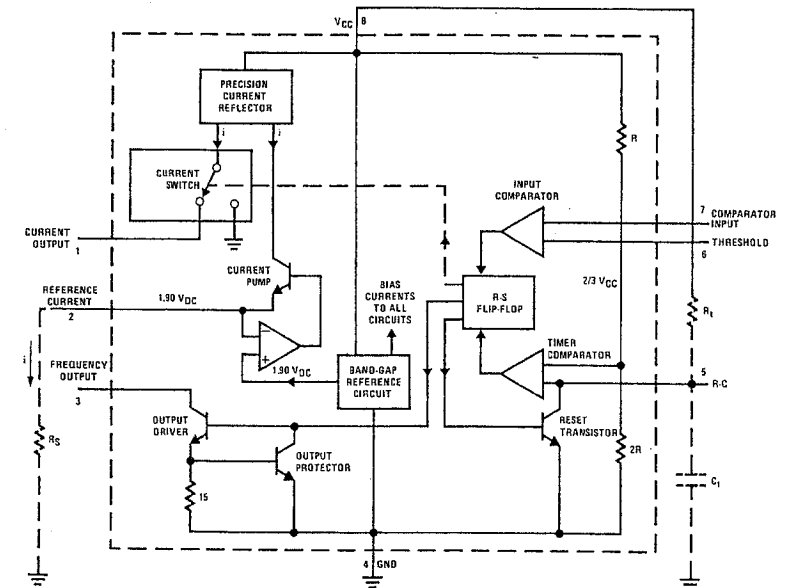 VCC 8
PRECISION
CURRENT
REFLECTOR
i
i
R
CURRENT
SWITCH
INPUT
COMPARATOR
7
COMPARATOR
INPUT
THRESHOLD
6
CURRENT
OUTPUT
1
CURRENT
PUMP
BIAS
CURRENTS
TO ALL
CIRCUITS
R-S
FLIP-FLOP
2/3 VCC
REFERENCE
CURRENT
2
1.90 VDC
Rt
i
−
+
1.90 VDC
TIMER
COMPARATOR
FREQUENCY
OUTPUT
3
BAND-GAP
REFERENCE
CIRCUIT
5
R-C
OUTPUT
DRIVER
RESET
TRANSISTOR
RS
OUTPUT
PROTECTOR
2R
15
Ct
4 GND